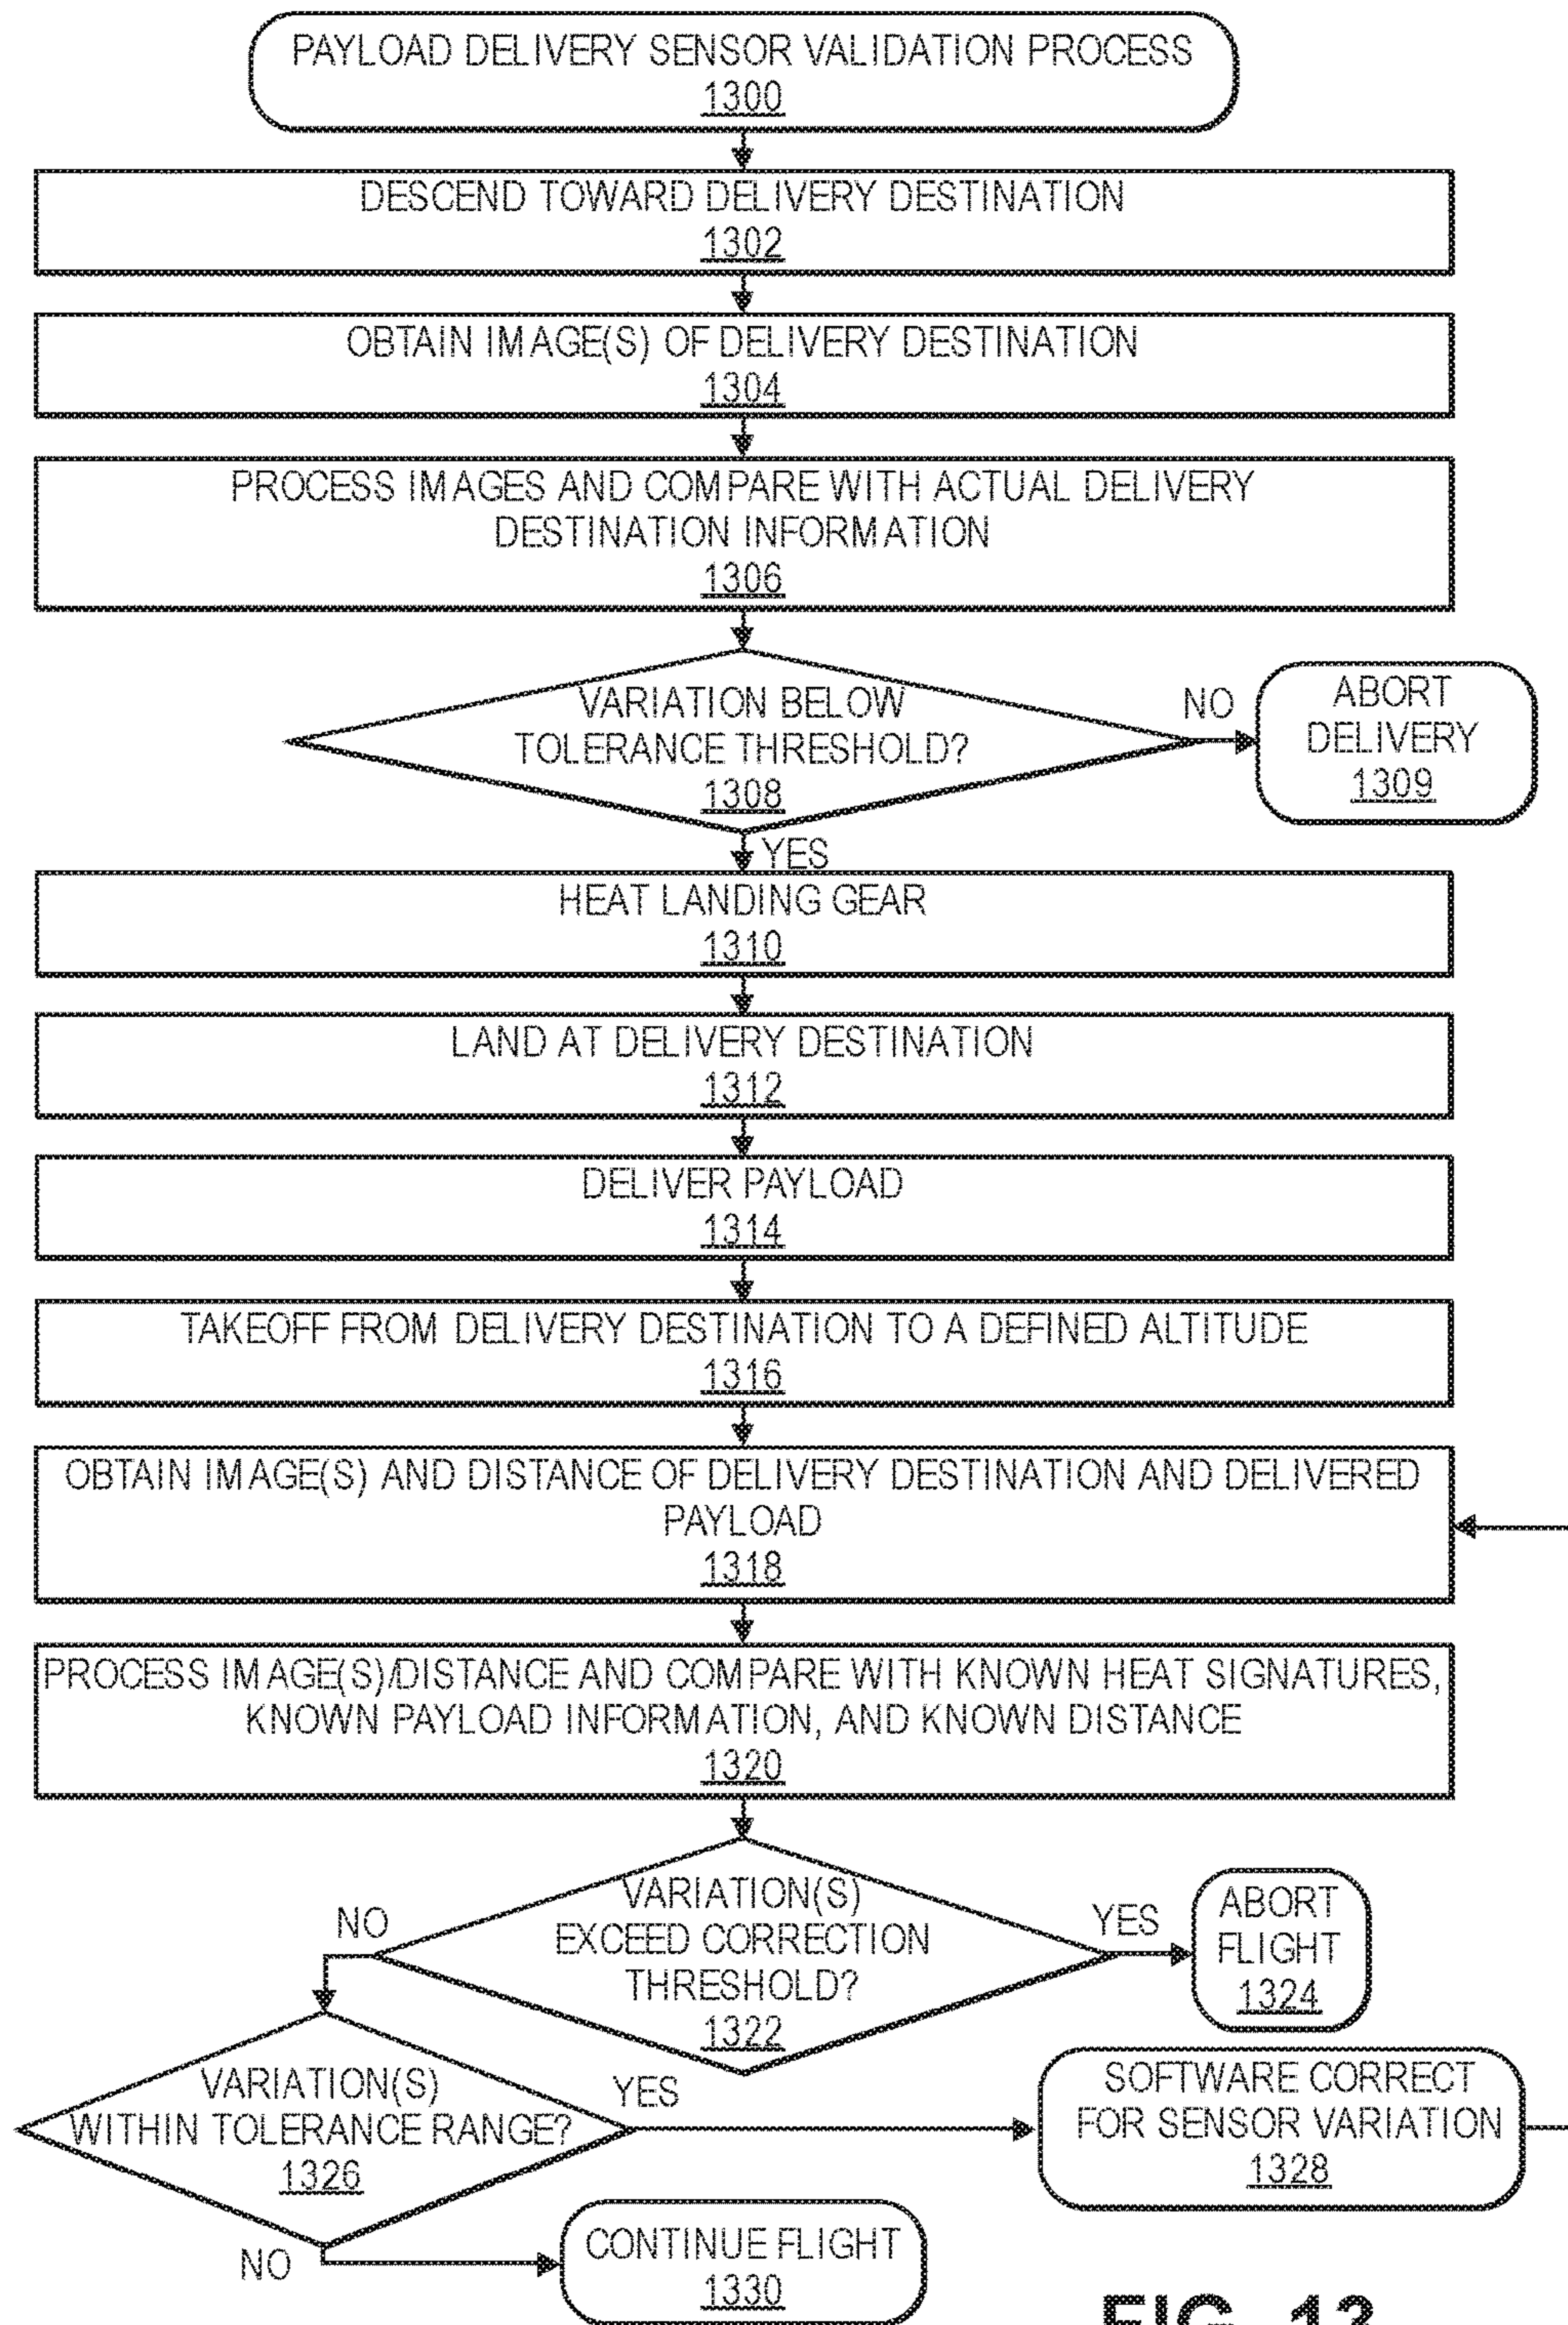 PAYLOAD DELIVERY SENSOR VALIDATION PROCESS
1300
DESCEND TOWARD DELIVERY DESTINATION
1302
OBTAIN IMAGE(S) OF DELIVERY DESTINATION
1304
PROCESS IMAGES AND COMPARE WITH ACTUAL DELIVERY
DESTINATION INFORMATION
1306
VARIATION BELOW
TOLERANCE THRESHOLD?
1308
NO
ABORT
DELIVERY
1309
YES
HEAT LANDING GEAR
1310
LAND AT DELIVERY DESTINATION
1312
DELIVER PAYLOAD
1314
TAKEOFF FROM DELIVERY DESTINATION TO A DEFINED ALTITUDE
1316
OBTAIN IMAGE(S) AND DISTANCE OF DELIVERY DESTINATION AND DELIVERED
PAYLOAD
1318
PROCESS IMAGE(S)/DISTANCE AND COMPARE WITH KNOWN HEAT SIGNATURES,
KNOWN PAYLOAD INFORMATION, AND KNOWN DISTANCE
1320
VARIATION(S)
EXCEED CORRECTION
THRESHOLD?
1322
NO
YES
ABORT
FLIGHT
1324
VARIATION(S)
WITHIN TOLERANCE RANGE?
1326
YES
SOFTWARE CORRECT
FOR SENSOR VARIATION
1328
NO
CONTINUE FLIGHT
1330
FIG. 13